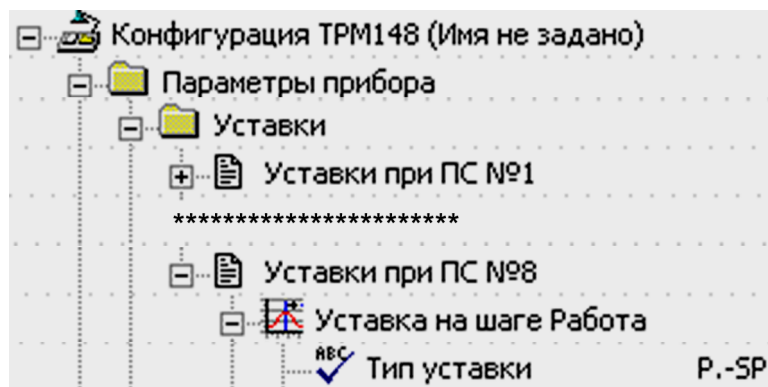 Конфигурация ТРМ148 (Имя не задано)
Параметры прибора
Уставки
Уставки при ПС №1
***********************
Уставки при ПС №8
Уставка на шаге Работа
ABC Тип уставки P.-SP